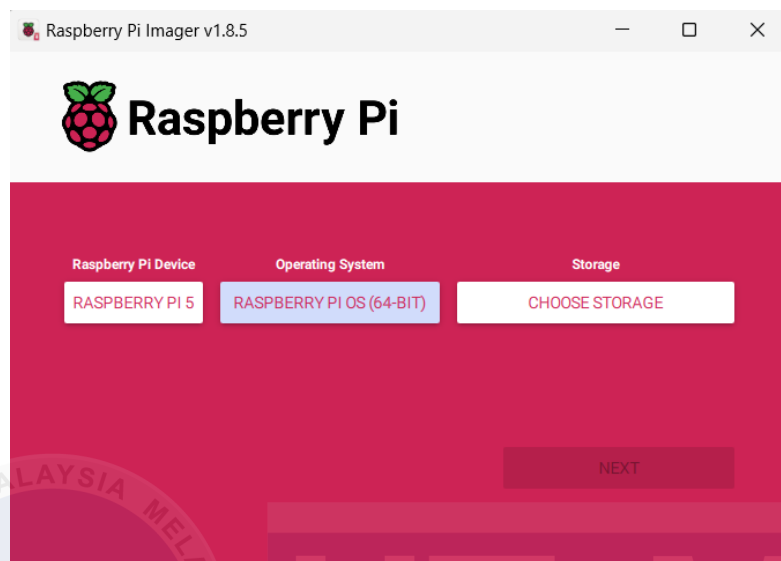 Raspberry Pi Imager v1.8.5
Raspberry Pi
Raspberry Pi Device Operating System Storage
RASPBERRY PI 5 RASPBERRY PI OS (64-BIT) CHOOSE STORAGE
NEXT
ALAYSIA